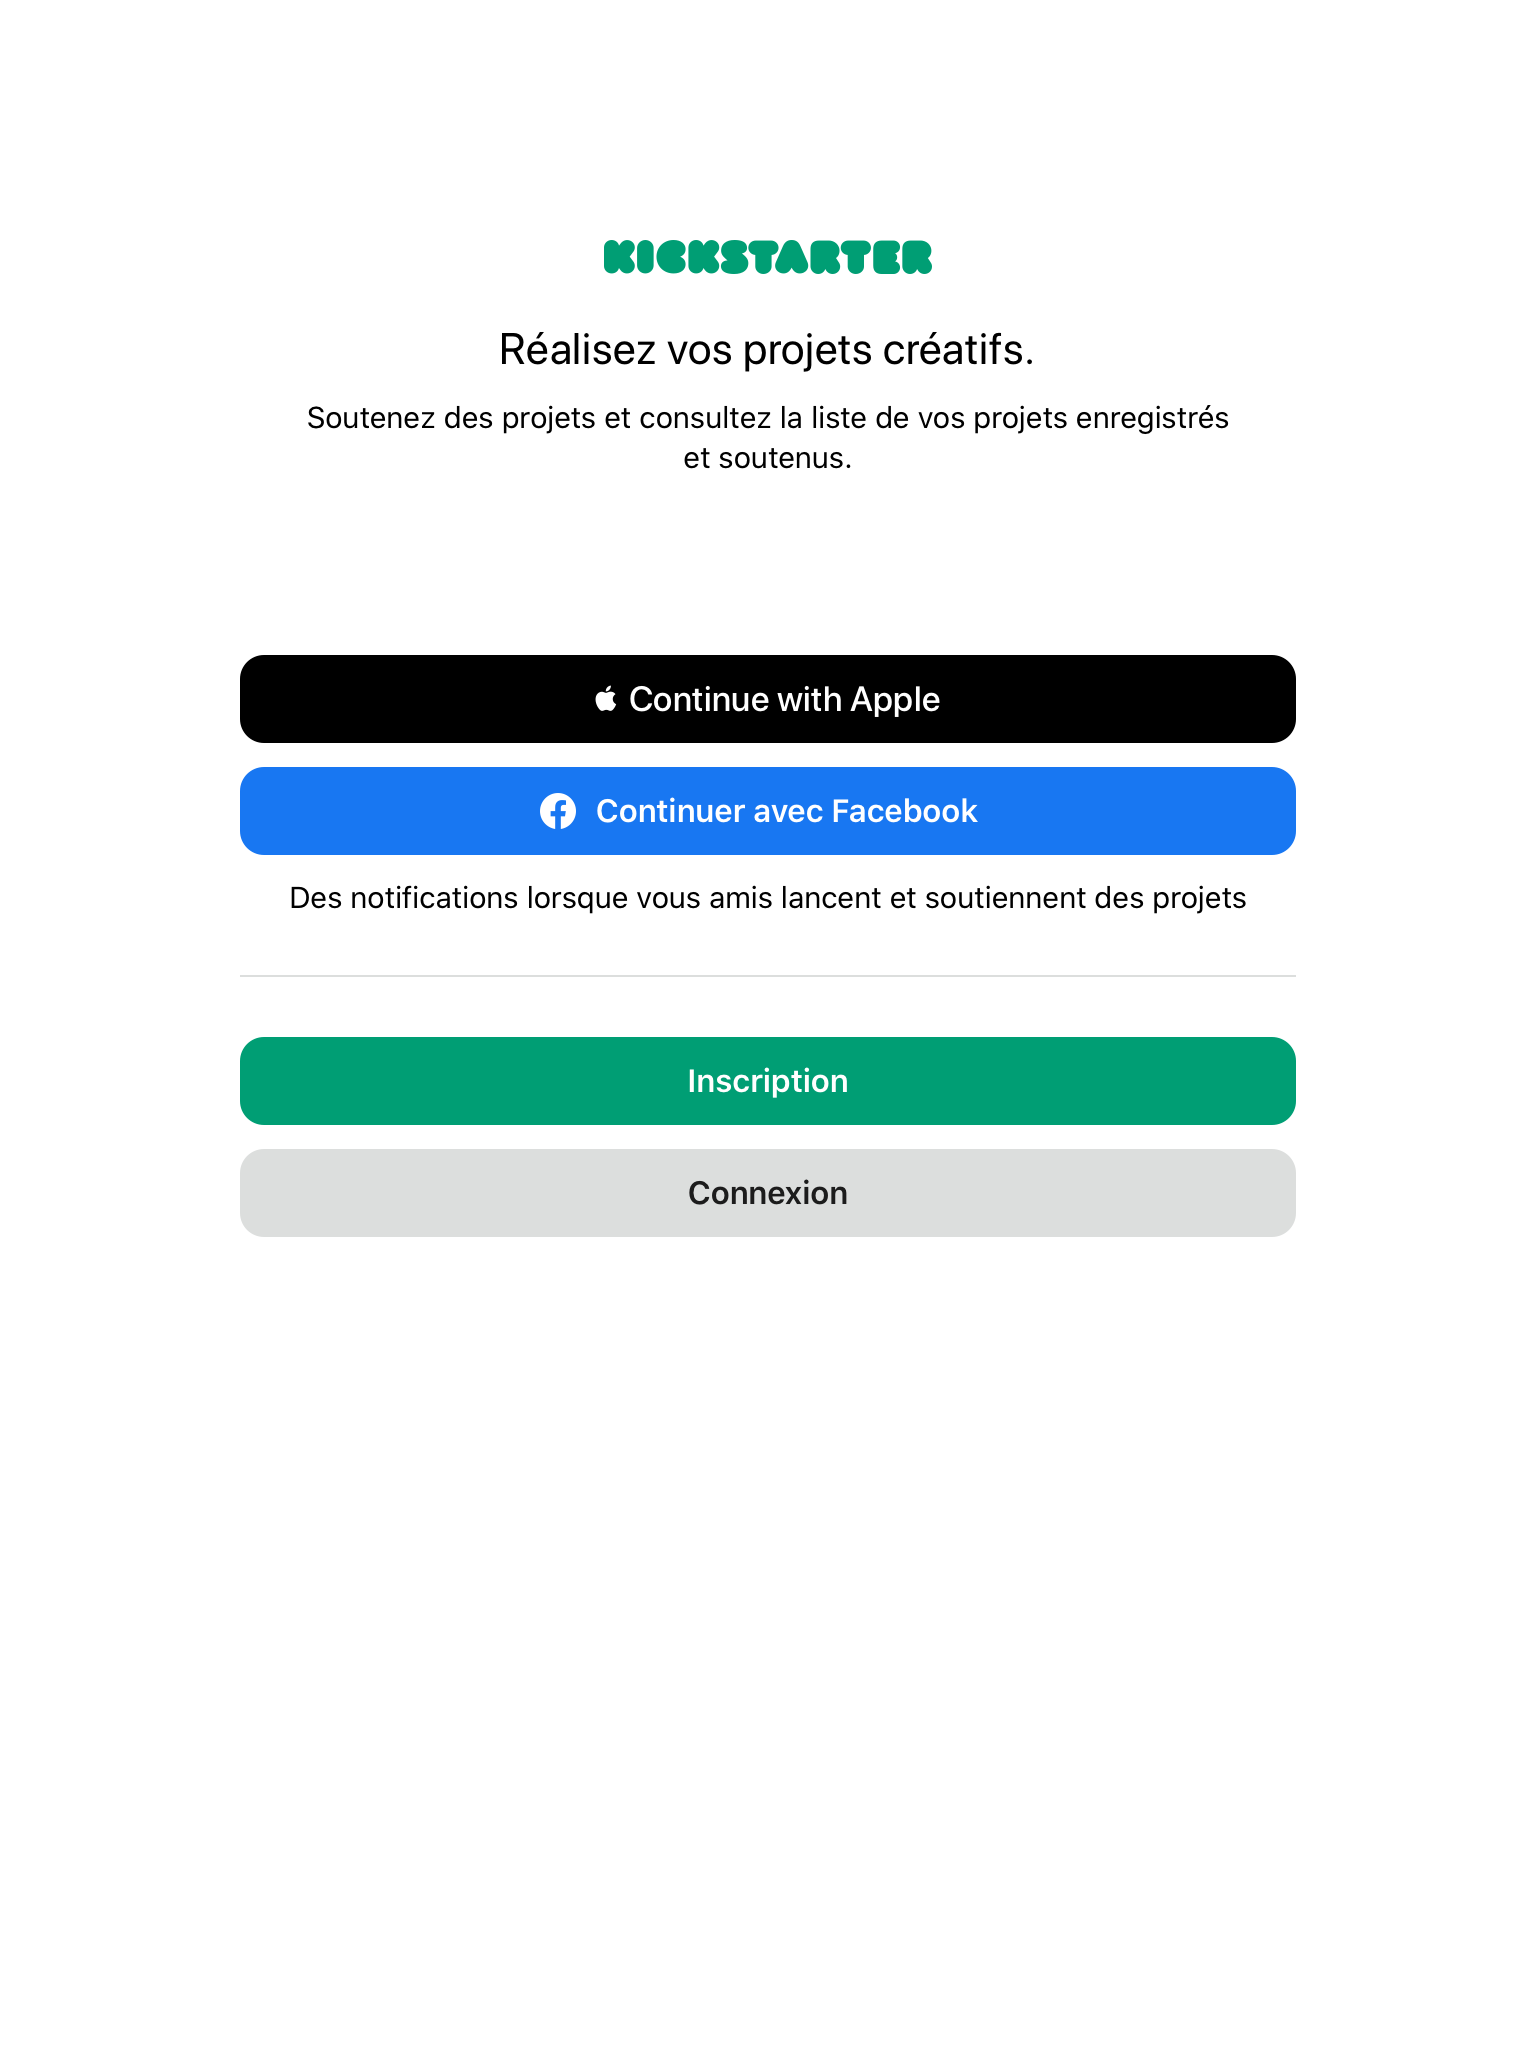 KICKSTARTER
Réalisez vos projets créatifs.
Soutenez des projets et consultez la liste de vos projets enregistrés
et soutenus.
Continue with Apple
Continuer avec Facebook
Des notifications lorsque vous amis lancent et soutiennent des projets
Inscription
Connexion